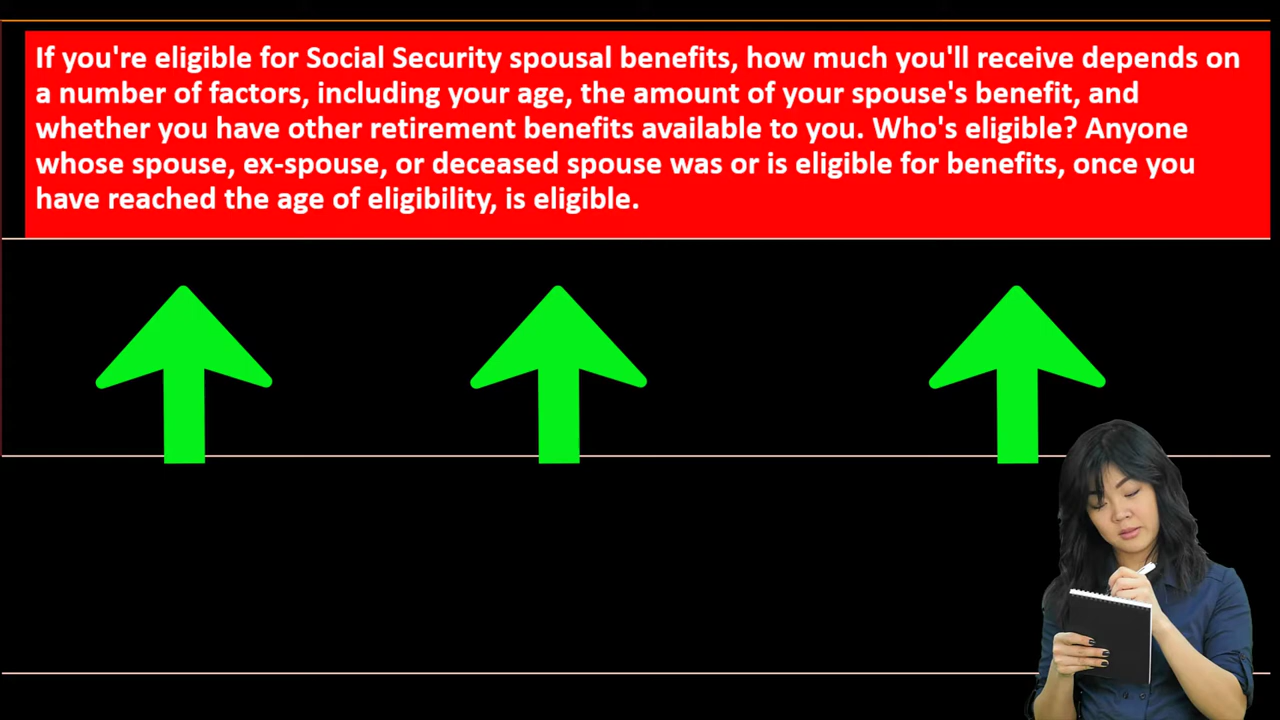 If you're eligible for Social Security spousal benefits, how much you'll receive depends on
a number of factors, including your age, the amount of your spouse's benefit, and
whether you have other retirement benefits available to you. Who's eligible? Anyone
whose spouse, ex-spouse, or deceased spouse was or is eligible for benefits, once you
have reached the age of eligibility, is eligible.